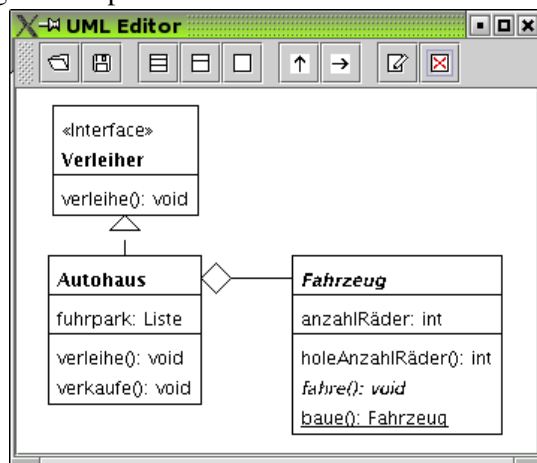 UML Editor
«Interface»
Verleiher
verleihe(): void
Autohaus
fuhrpark: Liste
verleihe(): void
verkaufe(): void
Fahrzeug
anzahlRäder: int
holeAnzahlRäder(): int
fahre(): void
baue(): Fahrzeug